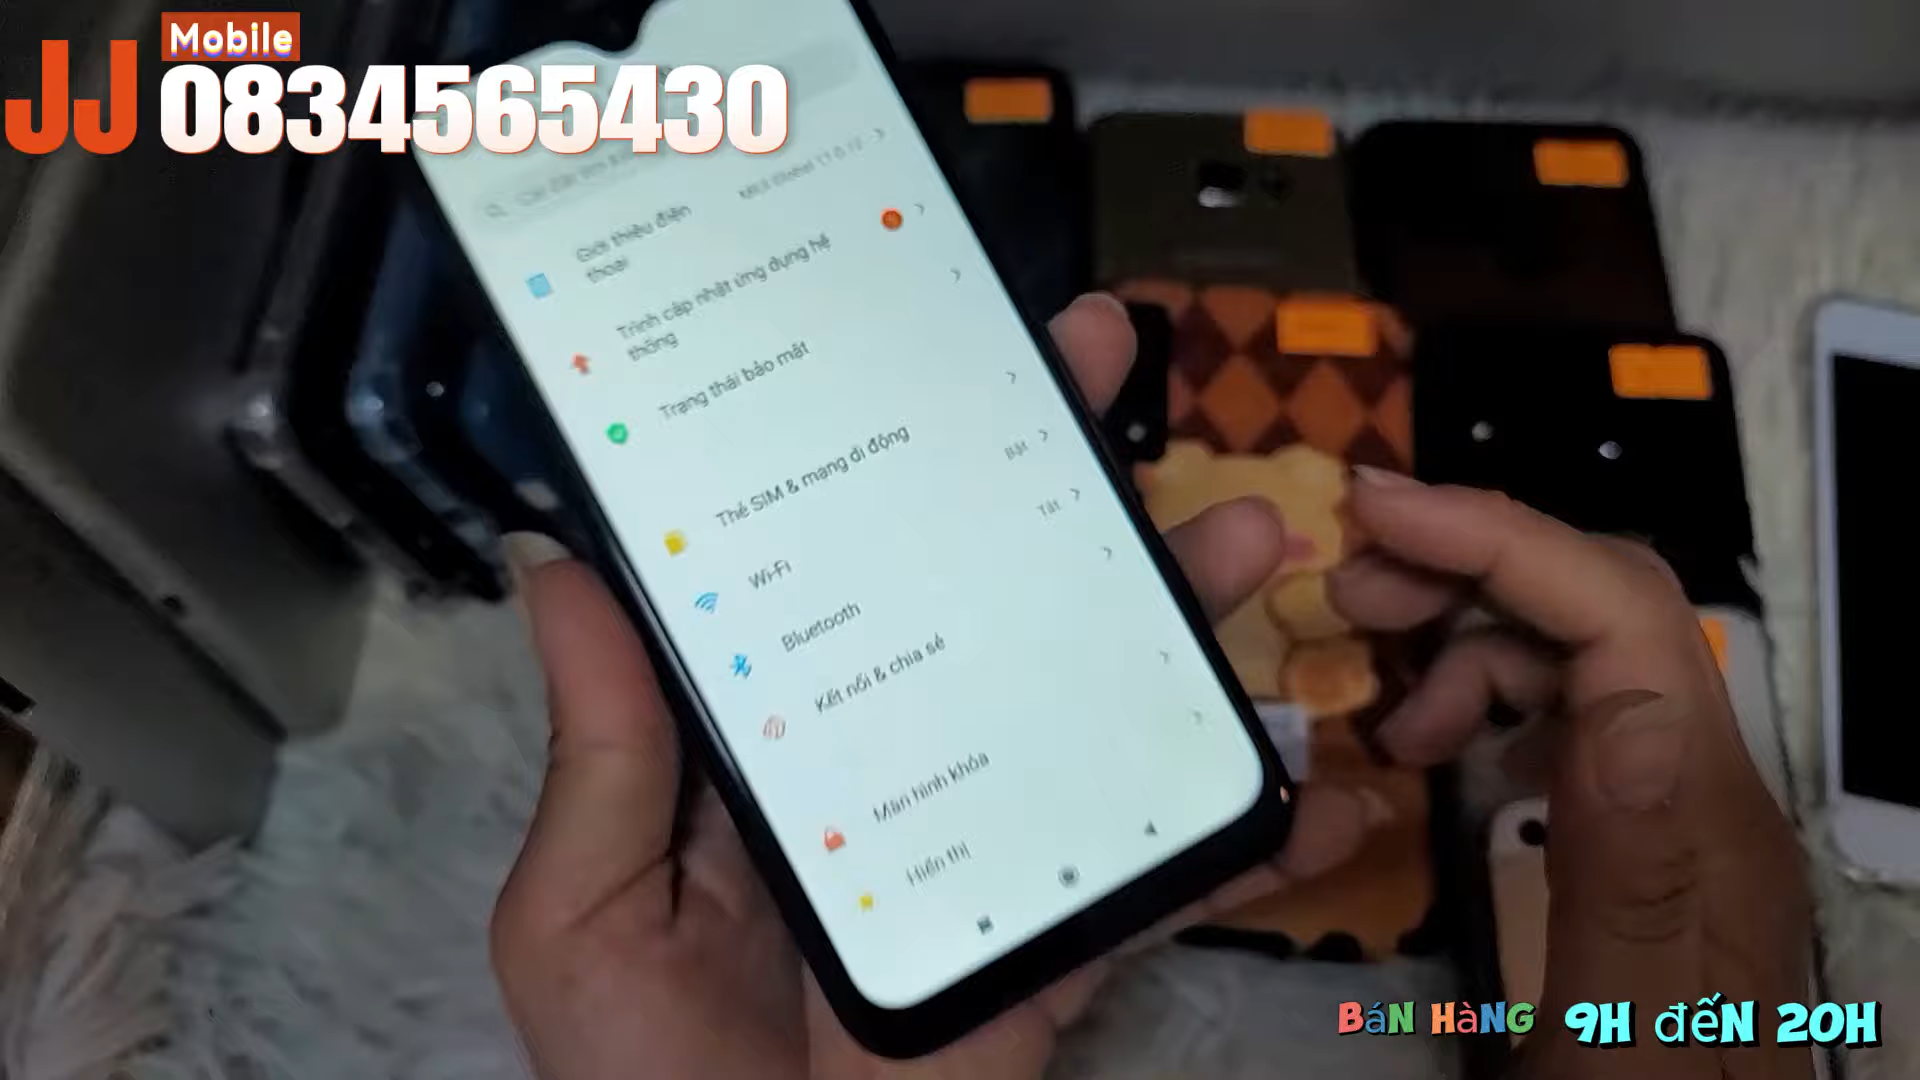 Mobile
JJ 0834565430
Giới thiệu điện
thoại
Trình cập nhật ứng dụng hệ
thống
Trạng thái bảo mật
Thẻ SIM & mạng di động
Wi-Fi
Bật
Bluetooth
Tắt
Kết nối & chia sẻ
Màn hình khóa
Hiển thị
BÁN HÀNG 9H ĐẾN 20H